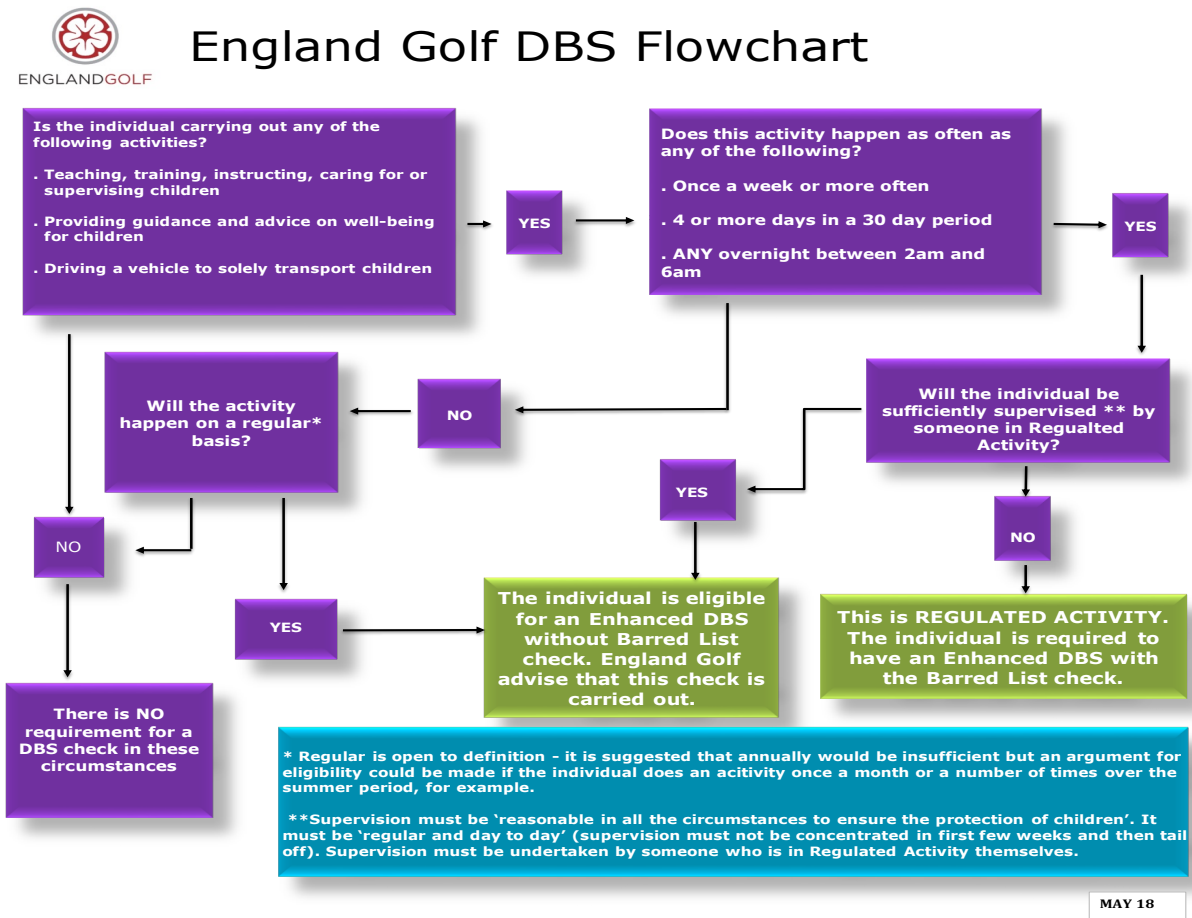 England Golf DBS Flowchart
ENGLANDGOLF
Is the individual carrying out any of the
following activities?
. Teaching, training, instructing, caring for or
supervising children
. Providing guidance and advice on well-being
for children
. Driving a vehicle to solely transport children
YES
Does this activity happen as often as
any of the following?
. Once a week or more often
. 4 or more days in a 30 day period
. ANY overnight between 2am and
6am
YES
Will the activity
happen on a regular*
basis?
NO
Will the individual be
sufficiently supervised ** by
someone in Regualted
Activity?
YES
NO
NO
YES
The individual is eligible
for an Enhanced DBS
without Barred List
check. England Golf
advise that this check is
carried out.
This is REGULATED ACTIVITY.
The individual is required to
have an Enhanced DBS with
the Barred List check.
There is NO
requirement for a
DBS check in these
circumstances
* Regular is open to definition - it is suggested that annually would be insufficient but an argument for
eligibility could be made if the individual does an acitivity once a month or a number of times over the
summer period, for example.
**Supervision must be ‘reasonable in all the circumstances to ensure the protection of children’. It
must be ‘regular and day to day’ (supervision must not be concentrated in first few weeks and then tail
off). Supervision must be undertaken by someone who is in Regulated Activity themselves.
MAY 18